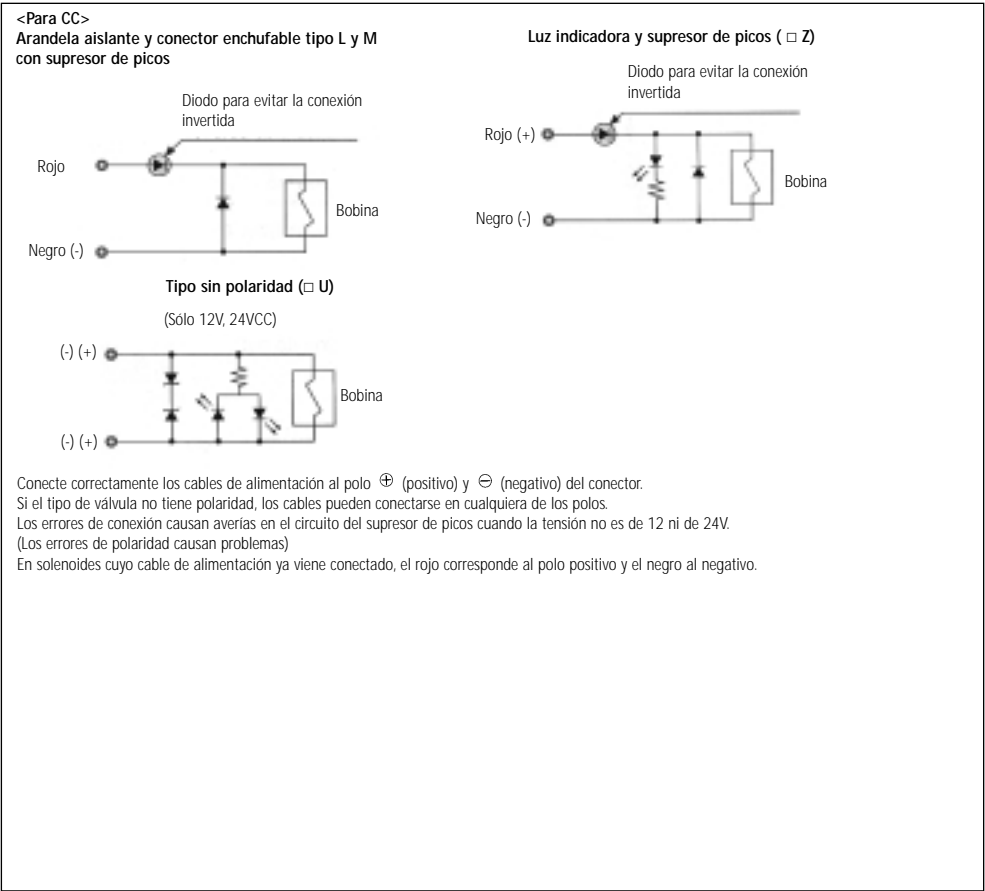 <Para CC>
Arandela aislante y conector enchufable tipo L y M
con supresor de picos
Diodo para evitar la conexión
invertida
Rojo
Bobina
Negro (-)
Luz indicadora y supresor de picos ( □ Z)
Diodo para evitar la conexión
invertida
Rojo (+)
Bobina
Negro (-)
Tipo sin polaridad (□ U)
(Sólo 12V, 24VCC)
(-) (+)
Bobina
(-) (+)
Conecte correctamente los cables de alimentación al polo ⊕ (positivo) y ⊖ (negativo) del conector.
Si el tipo de válvula no tiene polaridad, los cables pueden conectarse en cualquiera de los polos.
Los errores de conexión causan averías en el circuito del supresor de picos cuando la tensión no es de 12 ni de 24V.
(Los errores de polaridad causan problemas)
En solenoides cuyo cable de alimentación ya viene conectado, el rojo corresponde al polo positivo y el negro al negativo.